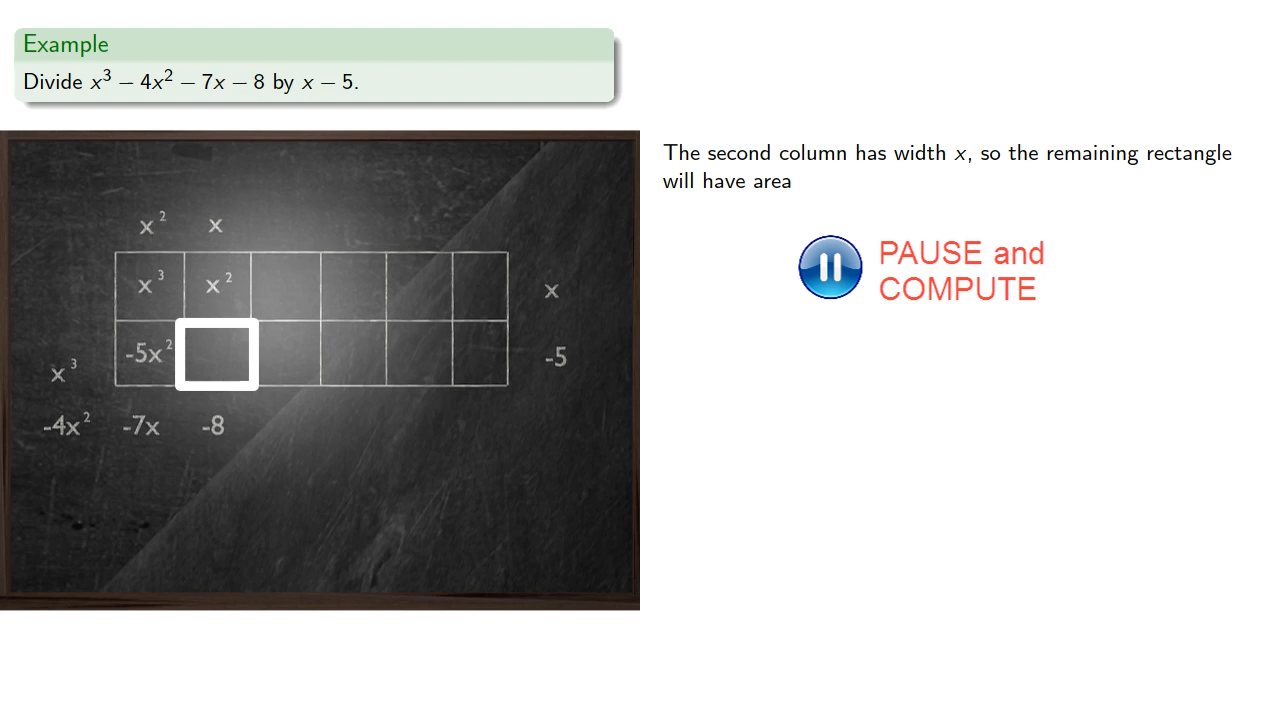 Example
Divide x³ − 4x² − 7x − 8 by x − 5.
The second column has width x, so the remaining rectangle
will have area
PAUSE and
COMPUTE
x² x
x³ x² x
-5x² -5
x³
-4x² -7x -8